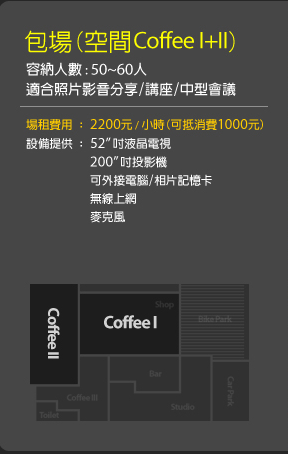 包場(空間Coffee I+II)
容納人數：50~60人
適合照片影音分享/講座/中型會議
場租費用：2200元/小時(可抵消費1000元)
設備提供：52”吋液晶電視
200”吋投影機
可外接電腦/相片記憶卡
無線上網
麥克風
Shop
Bike Park
Coffee I
Coffee II
Bar
Coffee III
Studio
Car Park
Toilet